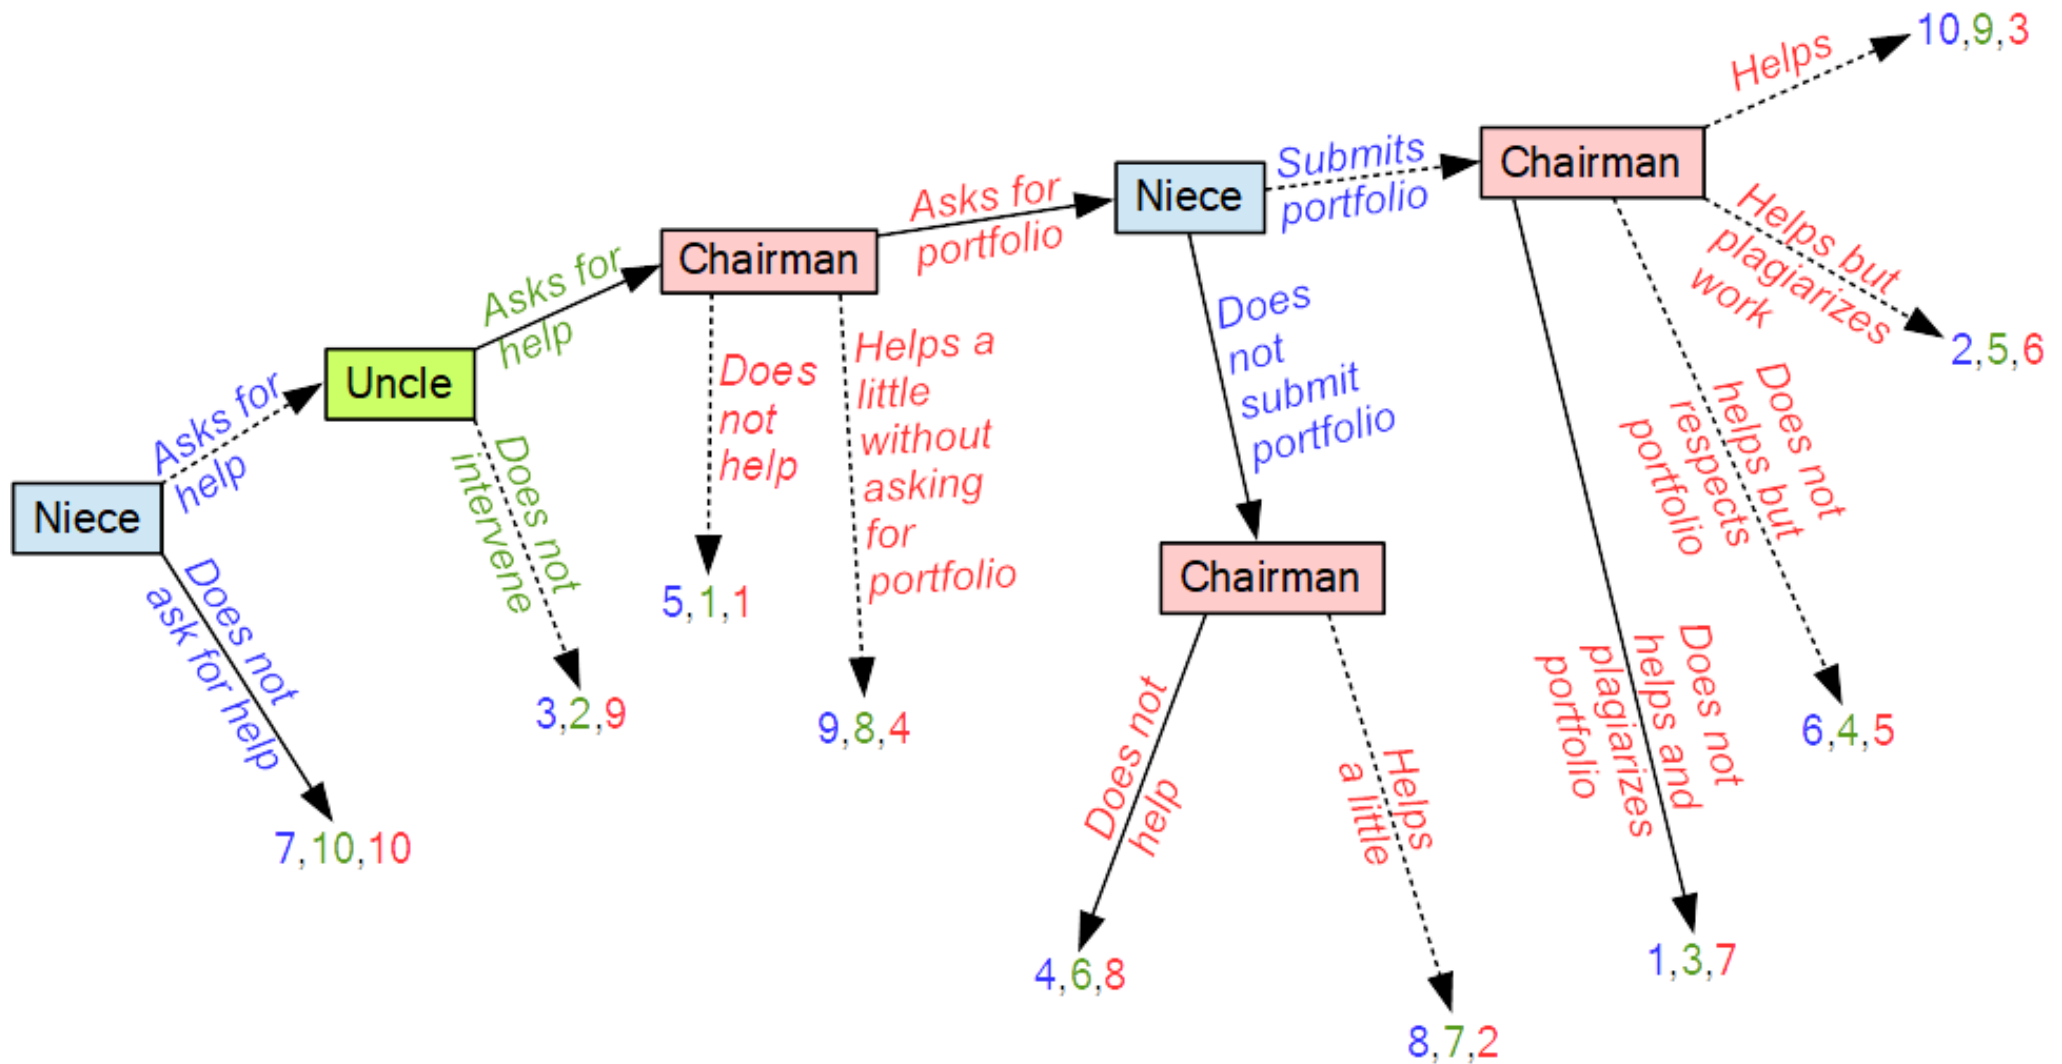 Niece
Asks for
help
Does not
ask for help
7,10,10
Uncle
Asks for
help
Does not
intervene
3,2,9
Chairman
Asks for
portfolio
Does
not
help
5,1,1
Helps a
little
without
asking
for
portfolio
9,8,4
Niece
Submits
portfolio
Does
not
submit
portfolio
Chairman
Does not
help
4,6,8
Helps
a little
8,7,2
Chairman
Helps
10,9,3
Helps but
plagiarizes
work
2,5,6
Does not
helps but
respects
portfolio
6,4,5
Does not
helps and
plagiarizes
portfolio
1,3,7